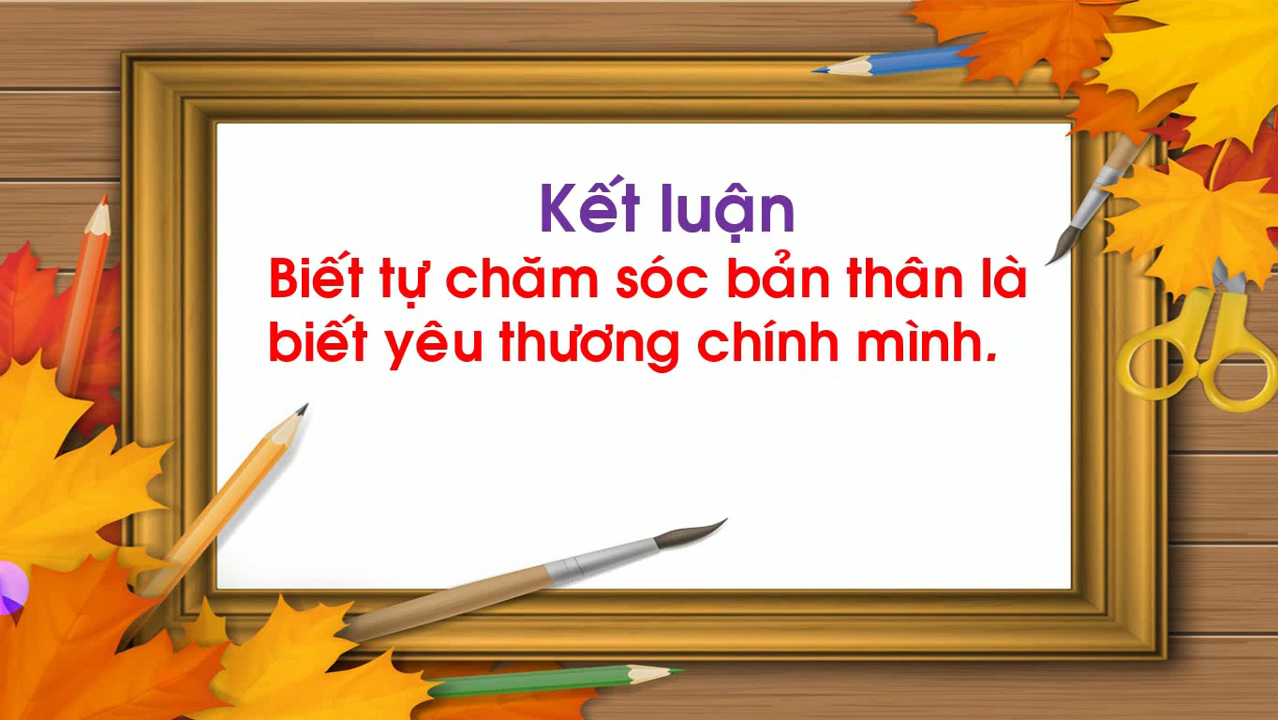 Kết luận
Biết tự chăm sóc bản thân là
biết yêu thương chính mình.